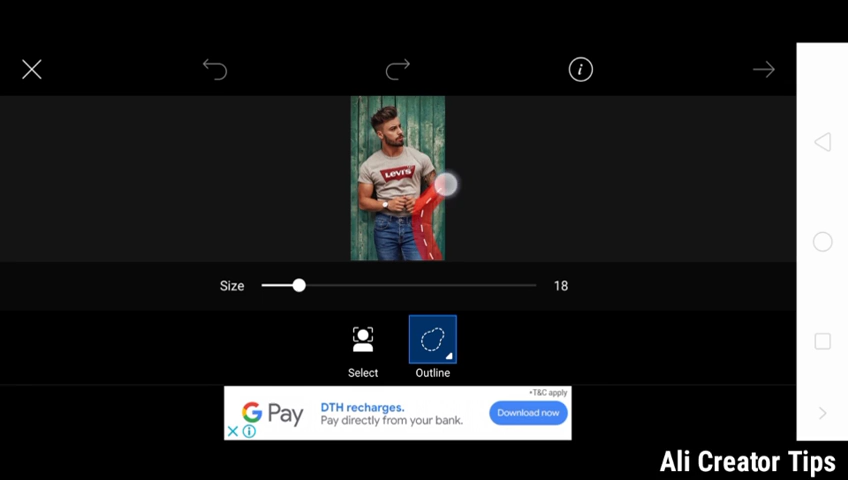 Levi's
Size 18
Select Outline
*T&C apply
G Pay
DTH recharges.
Pay directly from your bank.
Download now
Ali Creator Tips